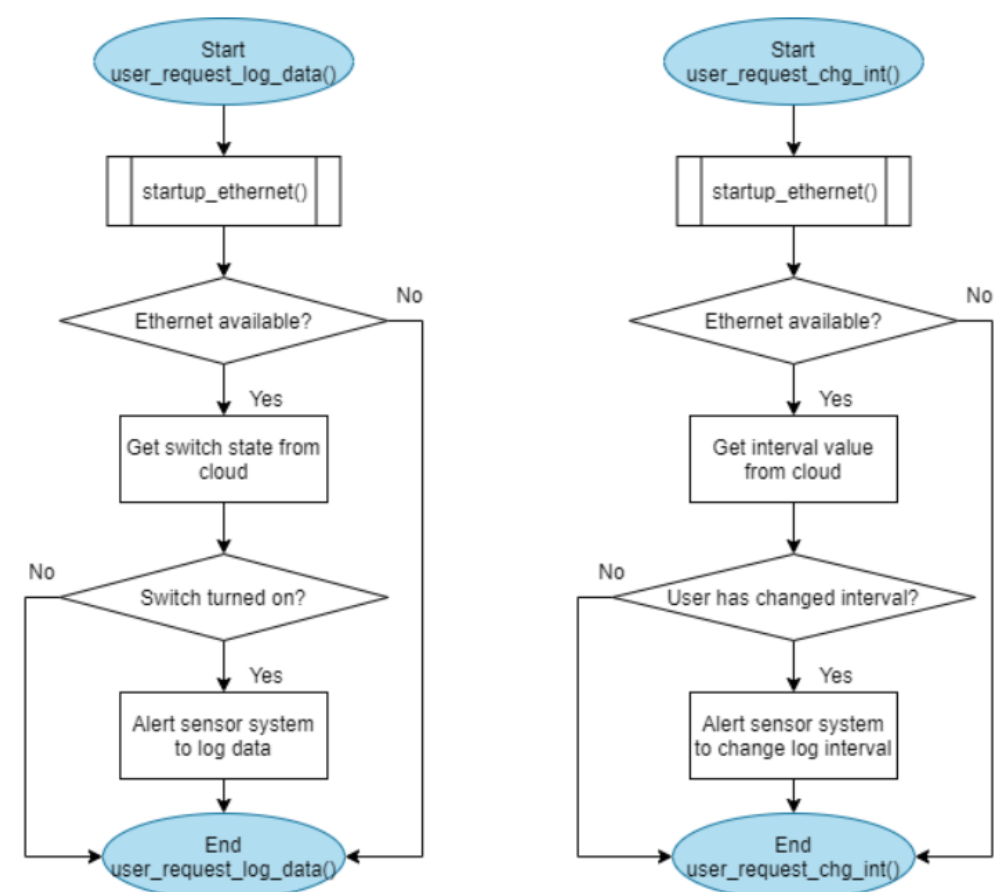 Start
user_request_log_data()
startup_ethernet()
Ethernet available?
No
Yes
Get switch state from
cloud
No
Switch turned on?
Yes
Alert sensor system
to log data
End
user_request_log_data()
Start
user_request_chg_int()
startup_ethernet()
Ethernet available?
No
Yes
Get interval value
from cloud
No
User has changed interval?
Yes
Alert sensor system
to change log interval
End
user_request_chg_int()